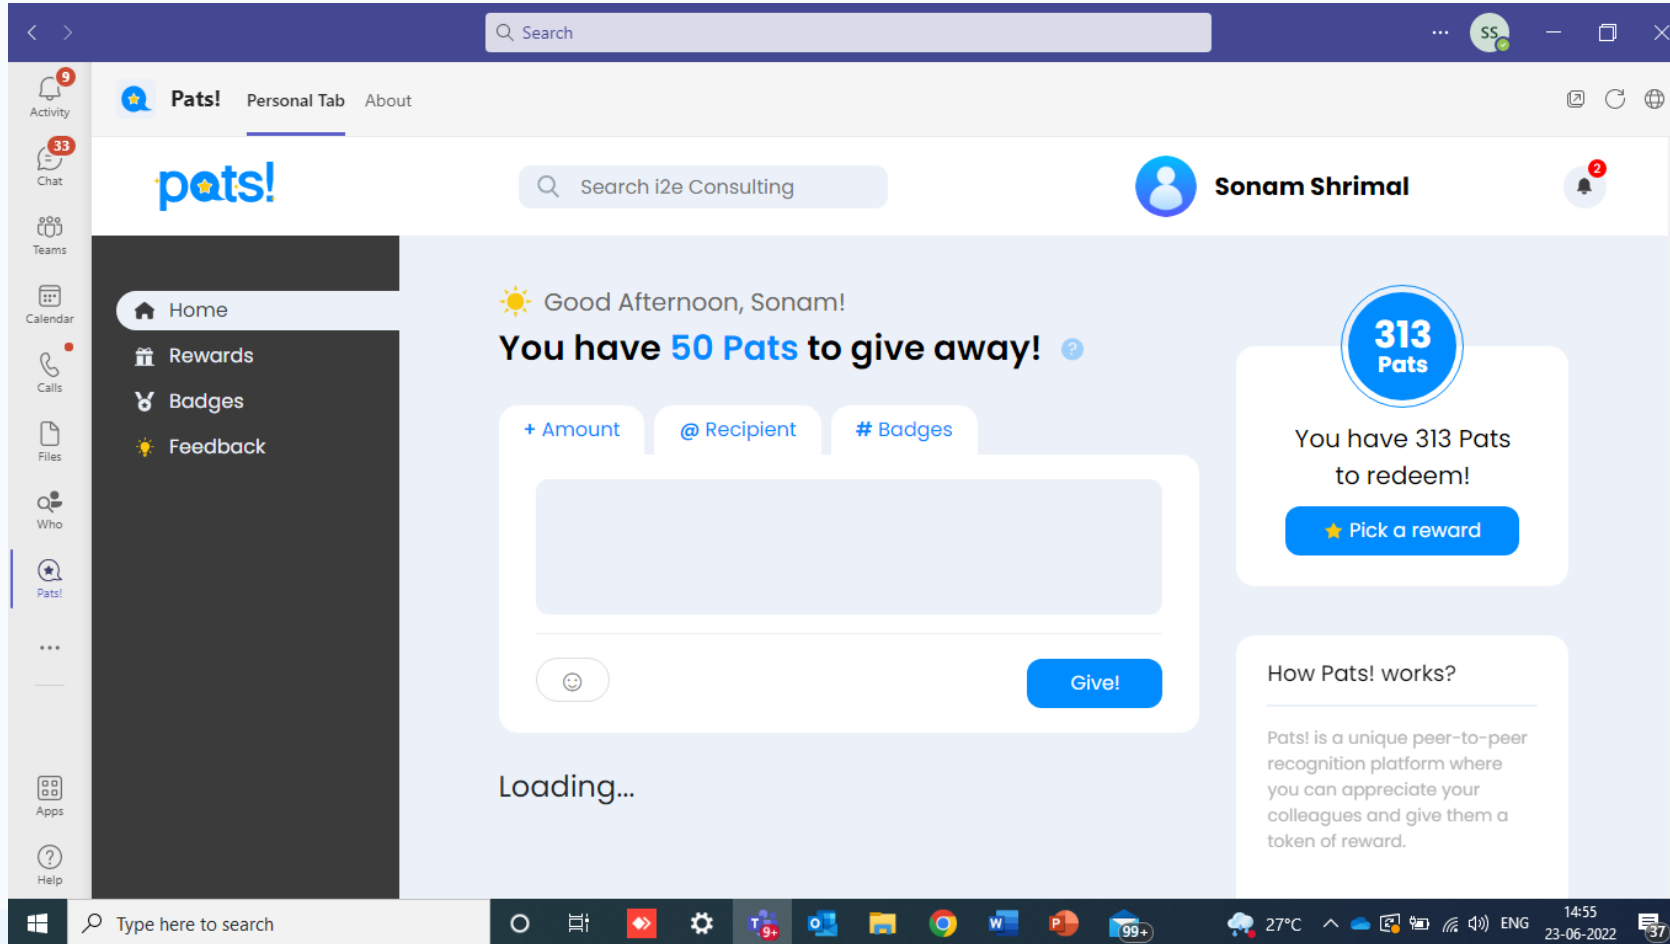 Search
SS
9
Activity
Pats!
Personal Tab
About
33
Chat
pats!
Search i2e Consulting
Sonam Shrimal
2
Teams
Calendar
Calls
Files
Who
Pats!
Apps
Help
Home
Rewards
Badges
Feedback
Good Afternoon, Sonam!
You have 50 Pats to give away! ?
+ Amount
@ Recipient
# Badges
Give!
Loading...
313
Pats
You have 313 Pats
to redeem!
Pick a reward
How Pats! works?
Pats! is a unique peer-to-peer
recognition platform where
you can appreciate your
colleagues and give them a
token of reward.
Type here to search
9+
99+
27°C
ENG
14:55
23-06-2022
37